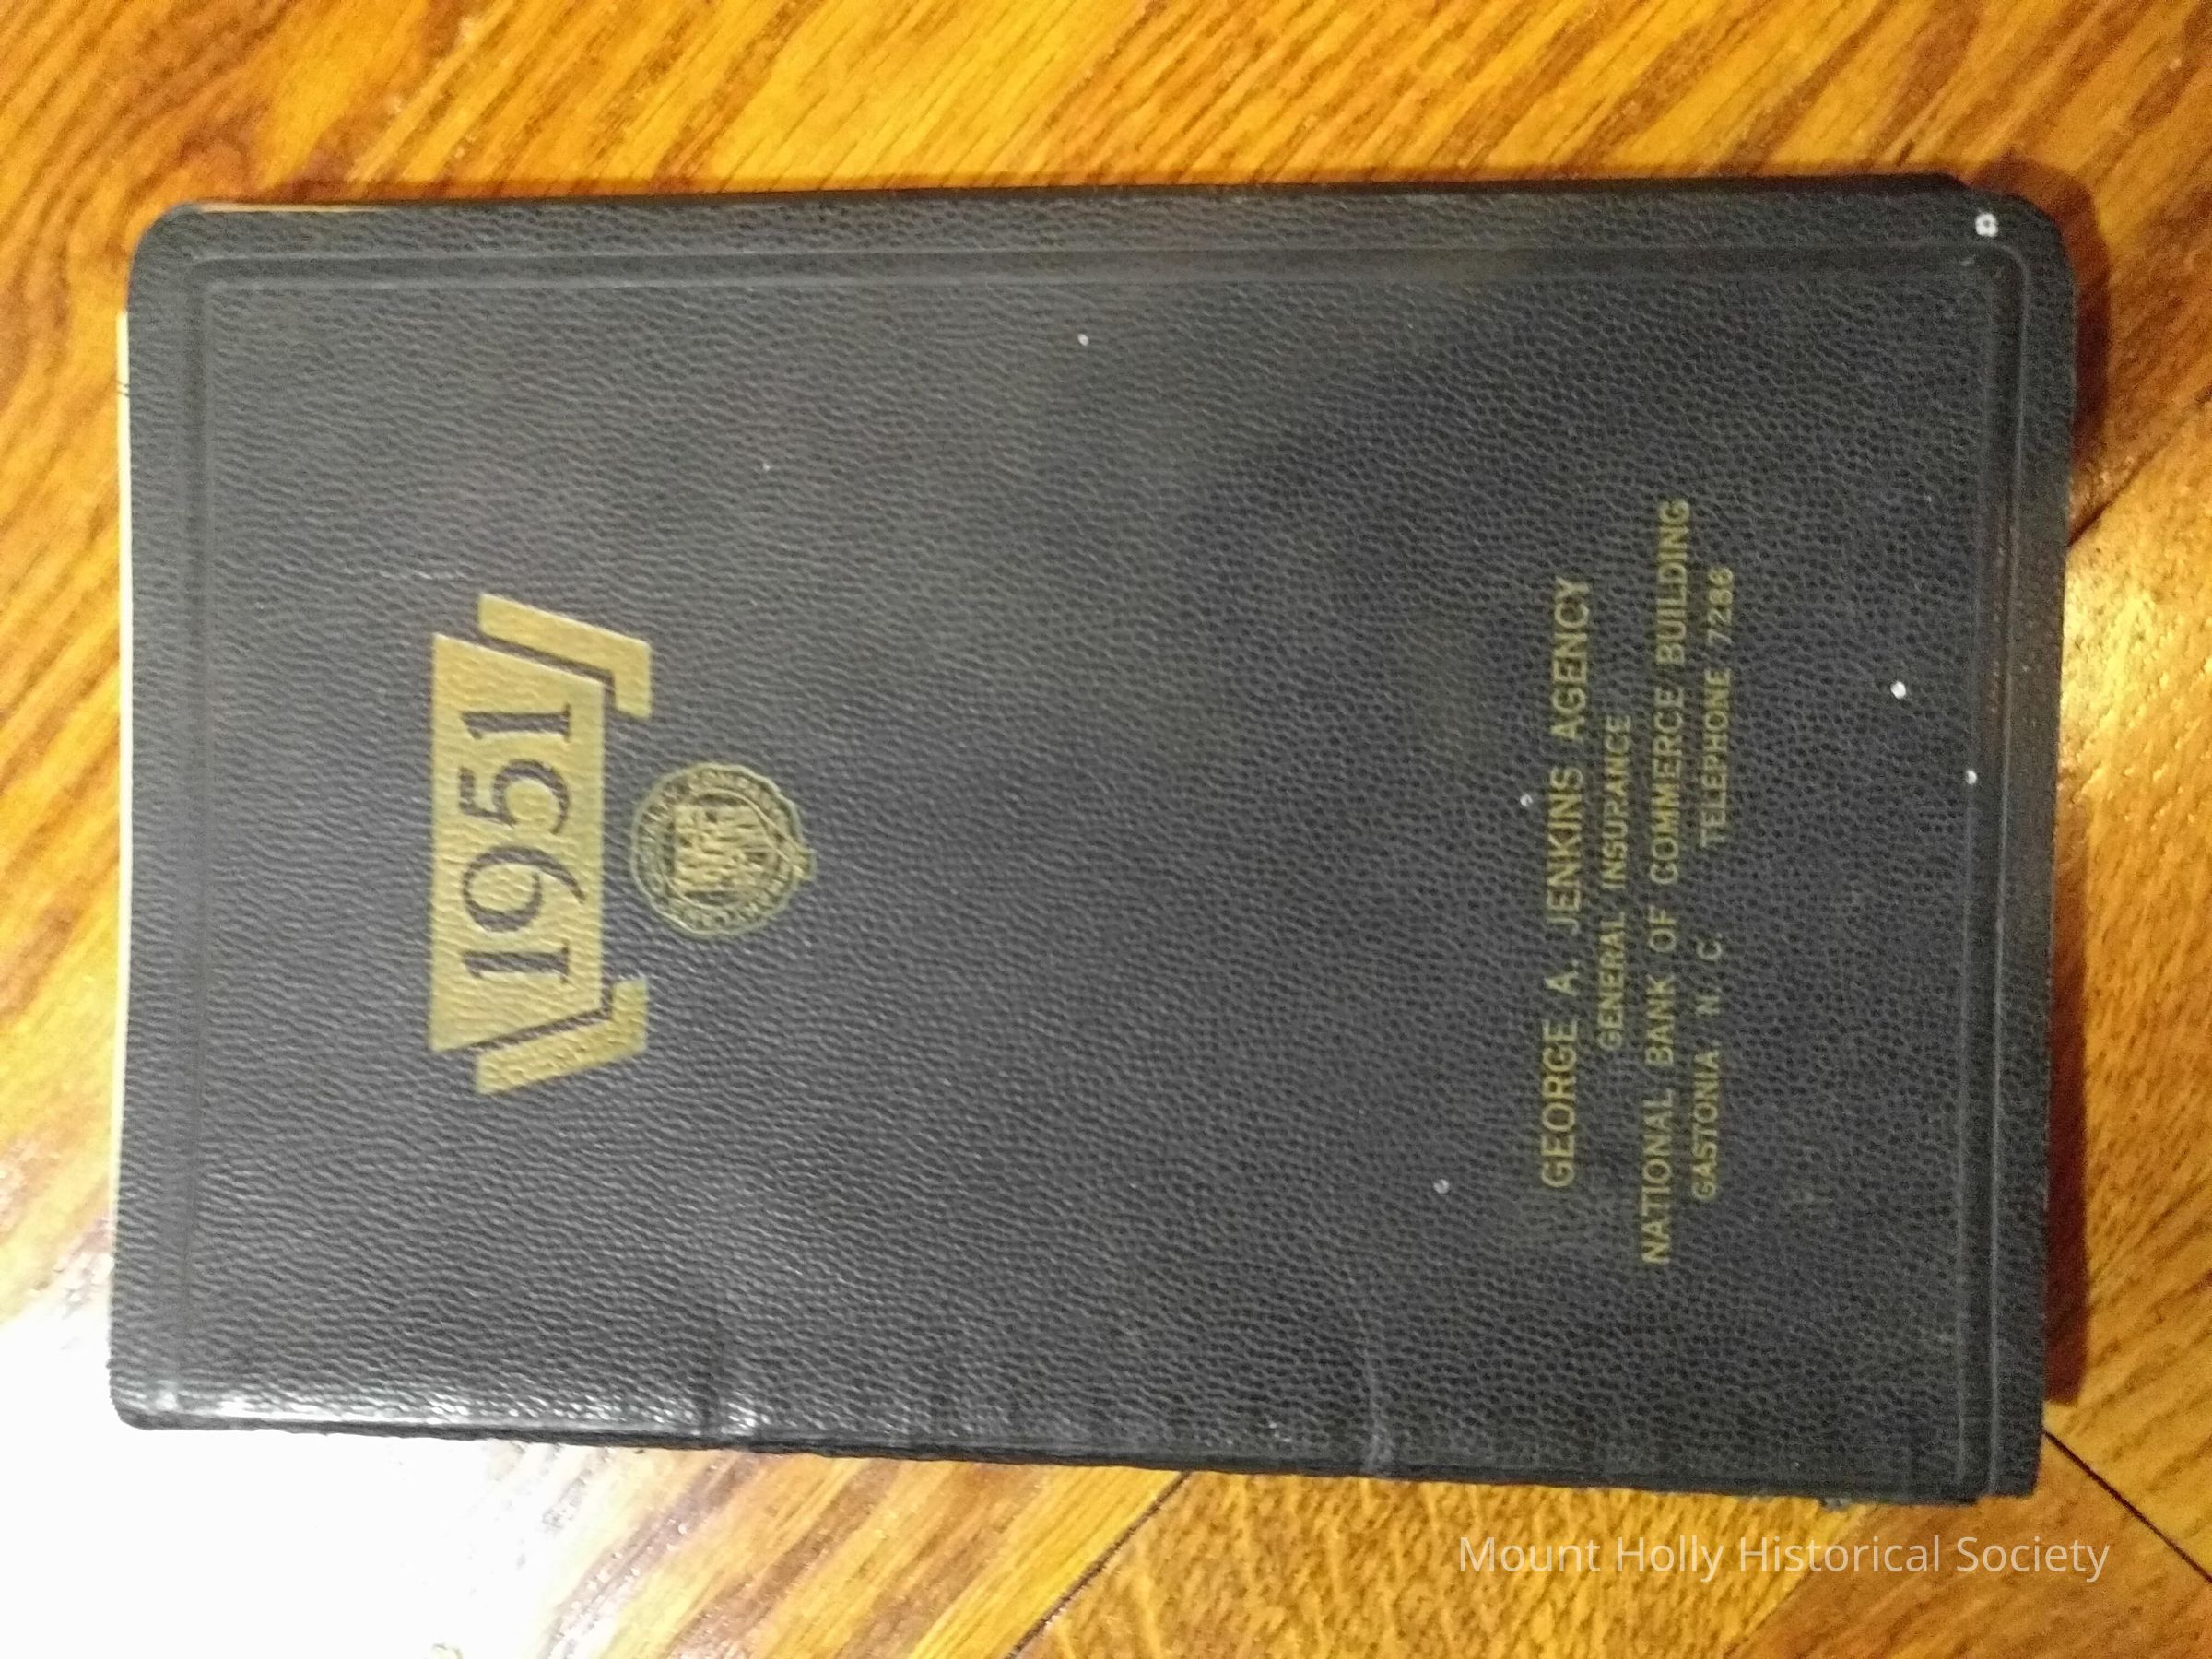 1951
GEORGE A. JENKINS AGENCY
GENERAL INSURANCE
NATIONAL BANK OF COMMERCE BUILDING
GASTONIA N. C. TELEPHONE 7286
Mount Holly Historical Society